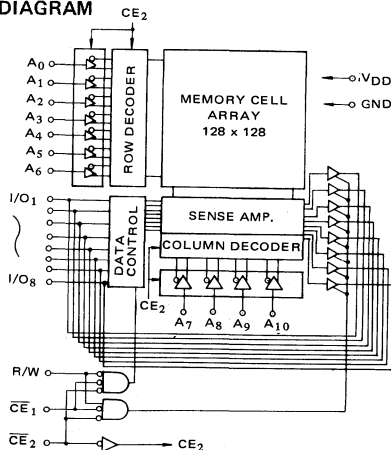 DIAGRAM
CE2
A0
A1
A2
A3
A4
A5
A6
ROW DECODER
MEMORY CELL
ARRAY
128 x 128
VDD
GND
I/O1
I/O8
DATA
CONTROL
SENSE AMP.
COLUMN DECODER
CE2
A7 A8 A9 A10
R/W
CE1
CE2
CE2